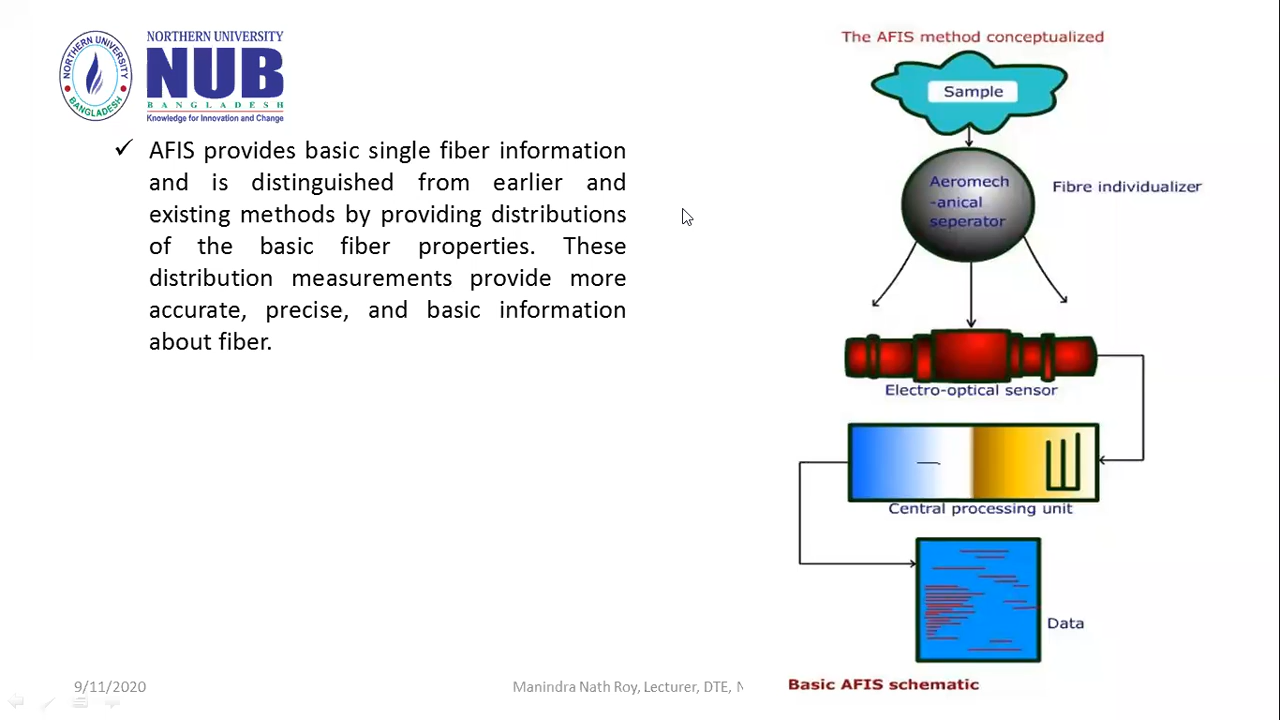 NORTHERN UNIVERSITY
BANGLADESH
NORTHERN UNIVERSITY
NUB
BANGLADESH
Knowledge for Innovation and Change
✓ AFIS provides basic single fiber information
and is distinguished from earlier and
existing methods by providing distributions
of the basic fiber properties. These
distribution measurements provide more
accurate, precise, and basic information
about fiber.
The AFIS method conceptualized
Sample
Aeromech
-anical
seperator
Fibre individualizer
Electro-optical sensor
Central processing unit
Data
Basic AFIS schematic
9/11/2020
Manindra Nath Roy, Lecturer, DTE,